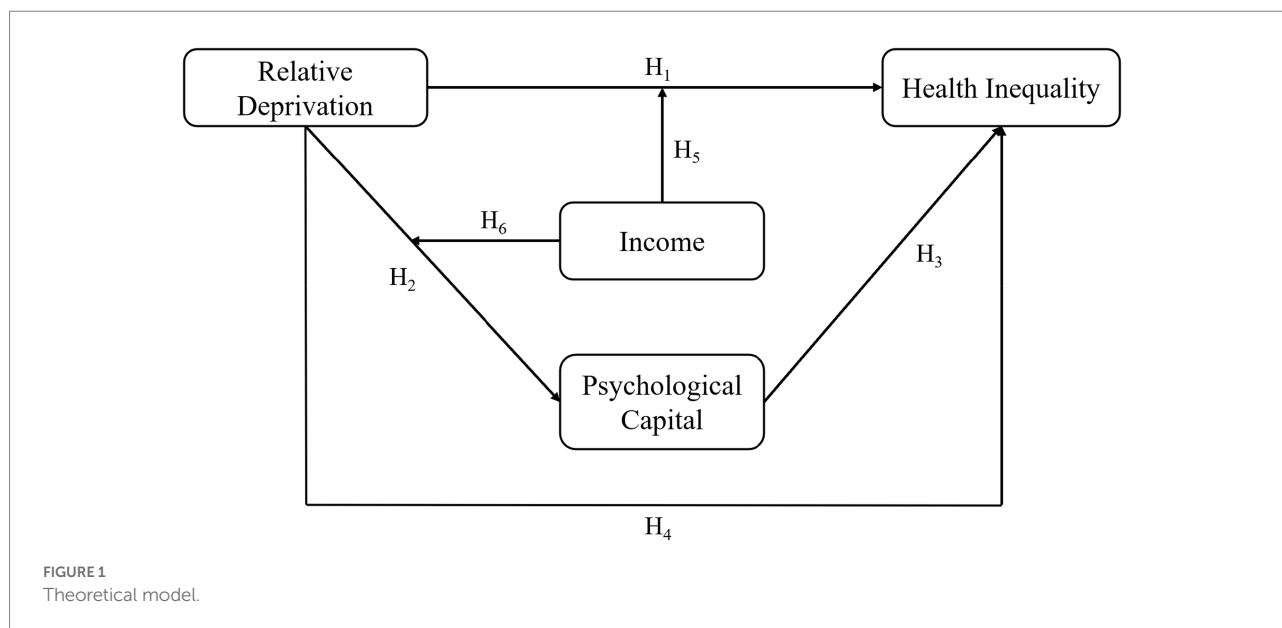 Relative
Deprivation
H₁
Health Inequality
H₅
H₆
Income
H₂
H₃
Psychological
Capital
H₄
FIGURE 1
Theoretical model.